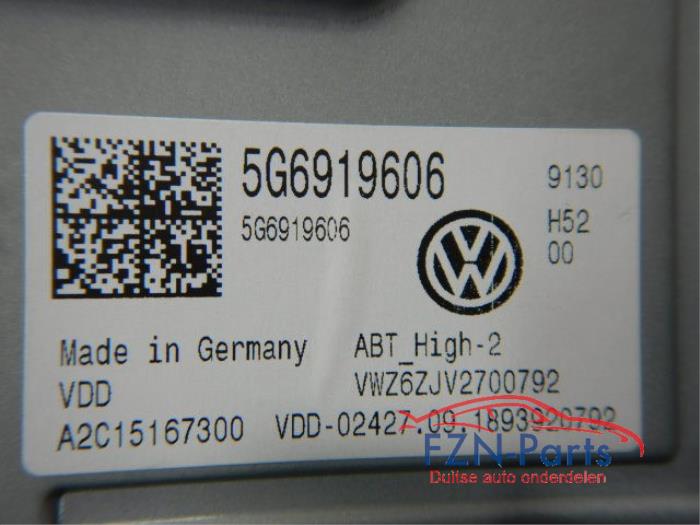 5G6919606
9130
5G6919606
H52
00
Made in Germany
ABT_High-2
VDD
VWZ6ZJV2700792
A2C15167300
VDD-02427.09.1893920792
FZN-Parts
Duitse auto onderdelen